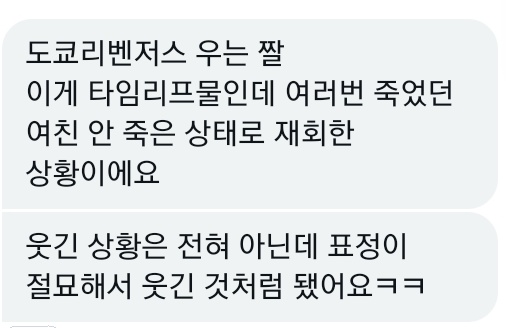 도쿄리벤저스 우는 짤
이게 타임리프물인데 여러번 죽었던
여친 안 죽은 상태로 재회한
상황이에요
웃긴 상황은 전혀 아닌데 표정이
절묘해서 웃긴 것처럼 됐어요ㅋㅋ